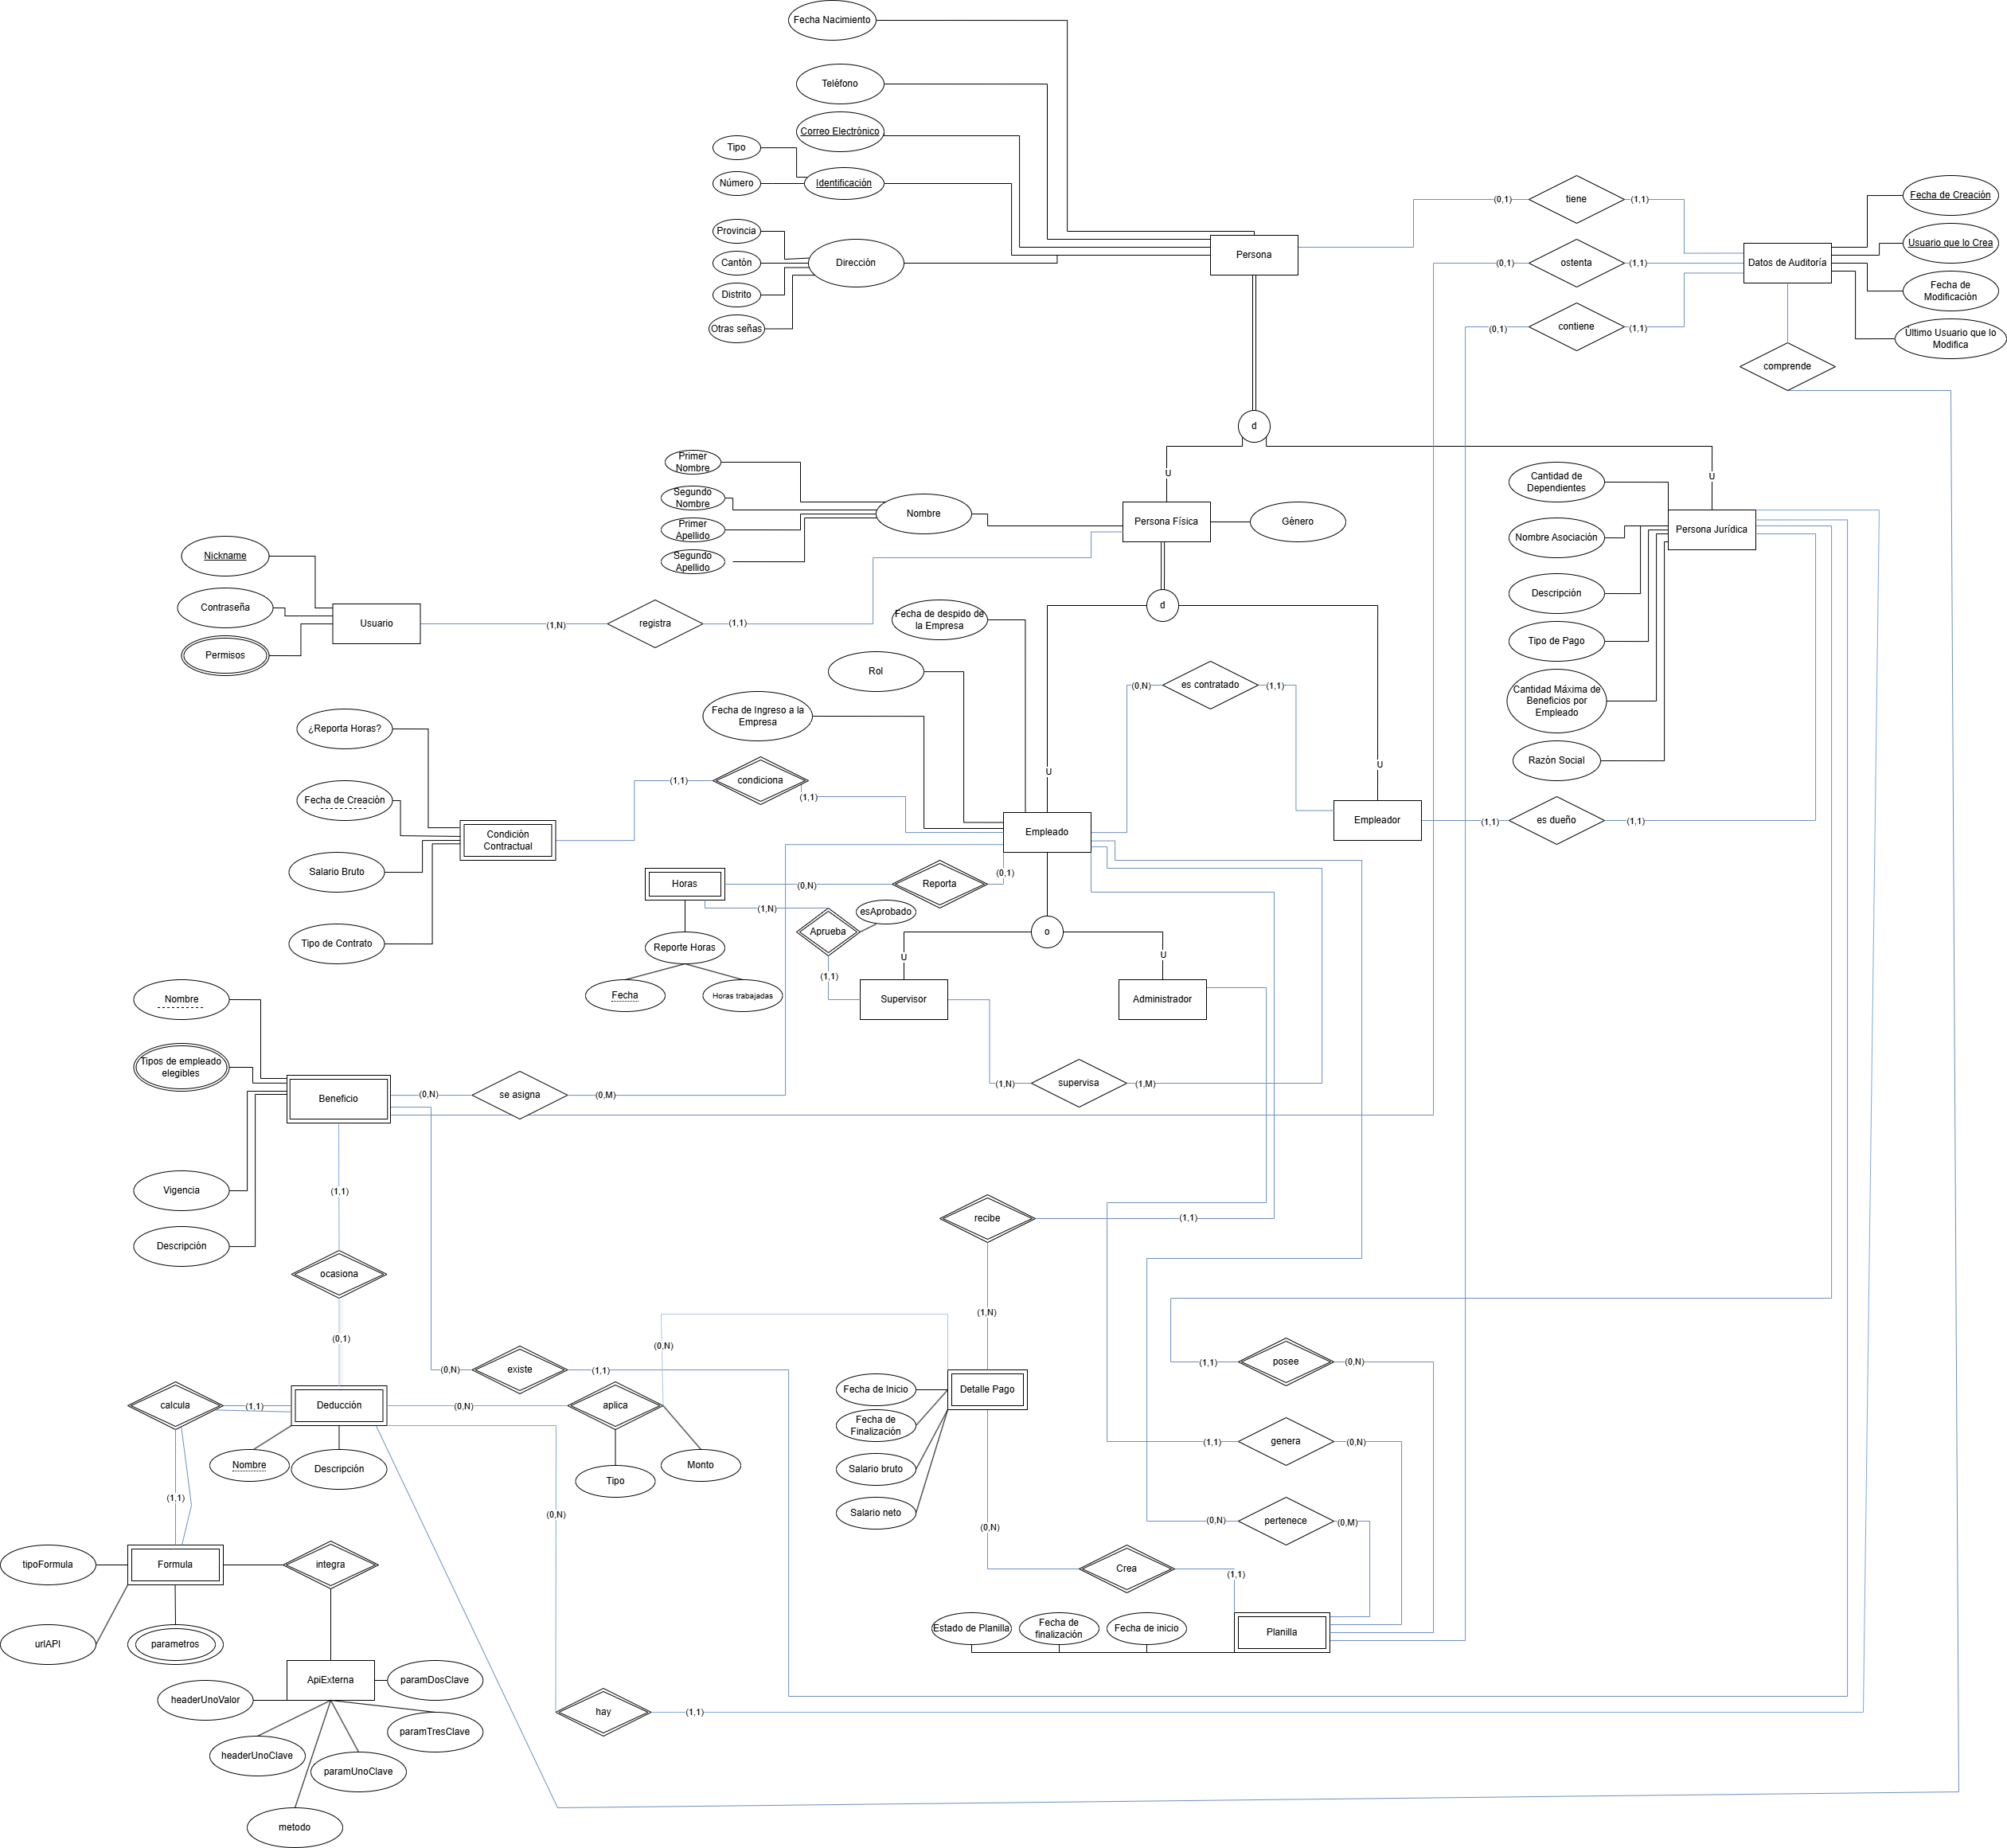 Fecha Nacimiento
Teléfono
Correo Electrónico
Tipo
Número
Identificación
Provincia
Cantón
Distrito
Otras señas
Dirección
Persona
(0,1)
tiene
(1,1)
(0,1)
ostenta
(1,1)
(0,1)
contiene
(1,1)
Datos de Auditoría
Fecha de Creación
Usuario que lo Crea
Fecha de
Modificación
Último Usuario que lo
Modifica
comprende
d
U
U
Primer
Nombre
Segundo
Nombre
Primer
Apellido
Segundo
Apellido
Nombre
Persona Física
Género
Cantidad de
Dependientes
Nombre Asociación
Descripción
Tipo de Pago
Cantidad Máxima de
Beneficios por
Empleado
Razón Social
Persona Jurídica
Nickname
Contraseña
Permisos
Usuario
(1,N)
registra
(1,1)
d
U
U
Fecha de despido de
la Empresa
Rol
Fecha de Ingreso a la
Empresa
(0,N)
es contratado
(1,1)
¿Reporta Horas?
Fecha de Creación
Salario Bruto
Tipo de Contrato
Condición
Contractual
(1,1)
condiciona
(1,1)
Empleado
Empleador
(1,1)
es dueño
(1,1)
Horas
(0,N)
Reporta
(0,1)
(1,N)
Aprueba
esAprobado
(1,1)
Reporte Horas
Fecha
Horas trabajadas
o
U
U
Supervisor
Administrador
(1,N)
supervisa
(1,M)
Nombre
Tipos de empleado
elegibles
Vigencia
Descripción
Beneficio
(0,N)
se asigna
(0,M)
(1,1)
ocasiona
(0,1)
recibe
(1,1)
(1,N)
(0,N)
existe
(1,1)
(0,N)
calcula
(1,1)
Deducción
(0,N)
aplica
Nombre
Descripción
Tipo
Monto
(1,1)
(0,N)
Fecha de Inicio
Fecha de
Finalización
Salario bruto
Salario neto
Detalle Pago
(0,N)
(1,1)
posee
(0,N)
(1,1)
genera
(0,N)
(0,N)
pertenece
(0,M)
Crea
(1,1)
Estado de Planilla
Fecha de
finalización
Fecha de inicio
Planilla
tipoFormula
Formula
integra
urlAPI
parametros
ApiExterna
paramDosClave
headerUnoValor
paramTresClave
headerUnoClave
paramUnoClave
metodo
hay
(1,1)